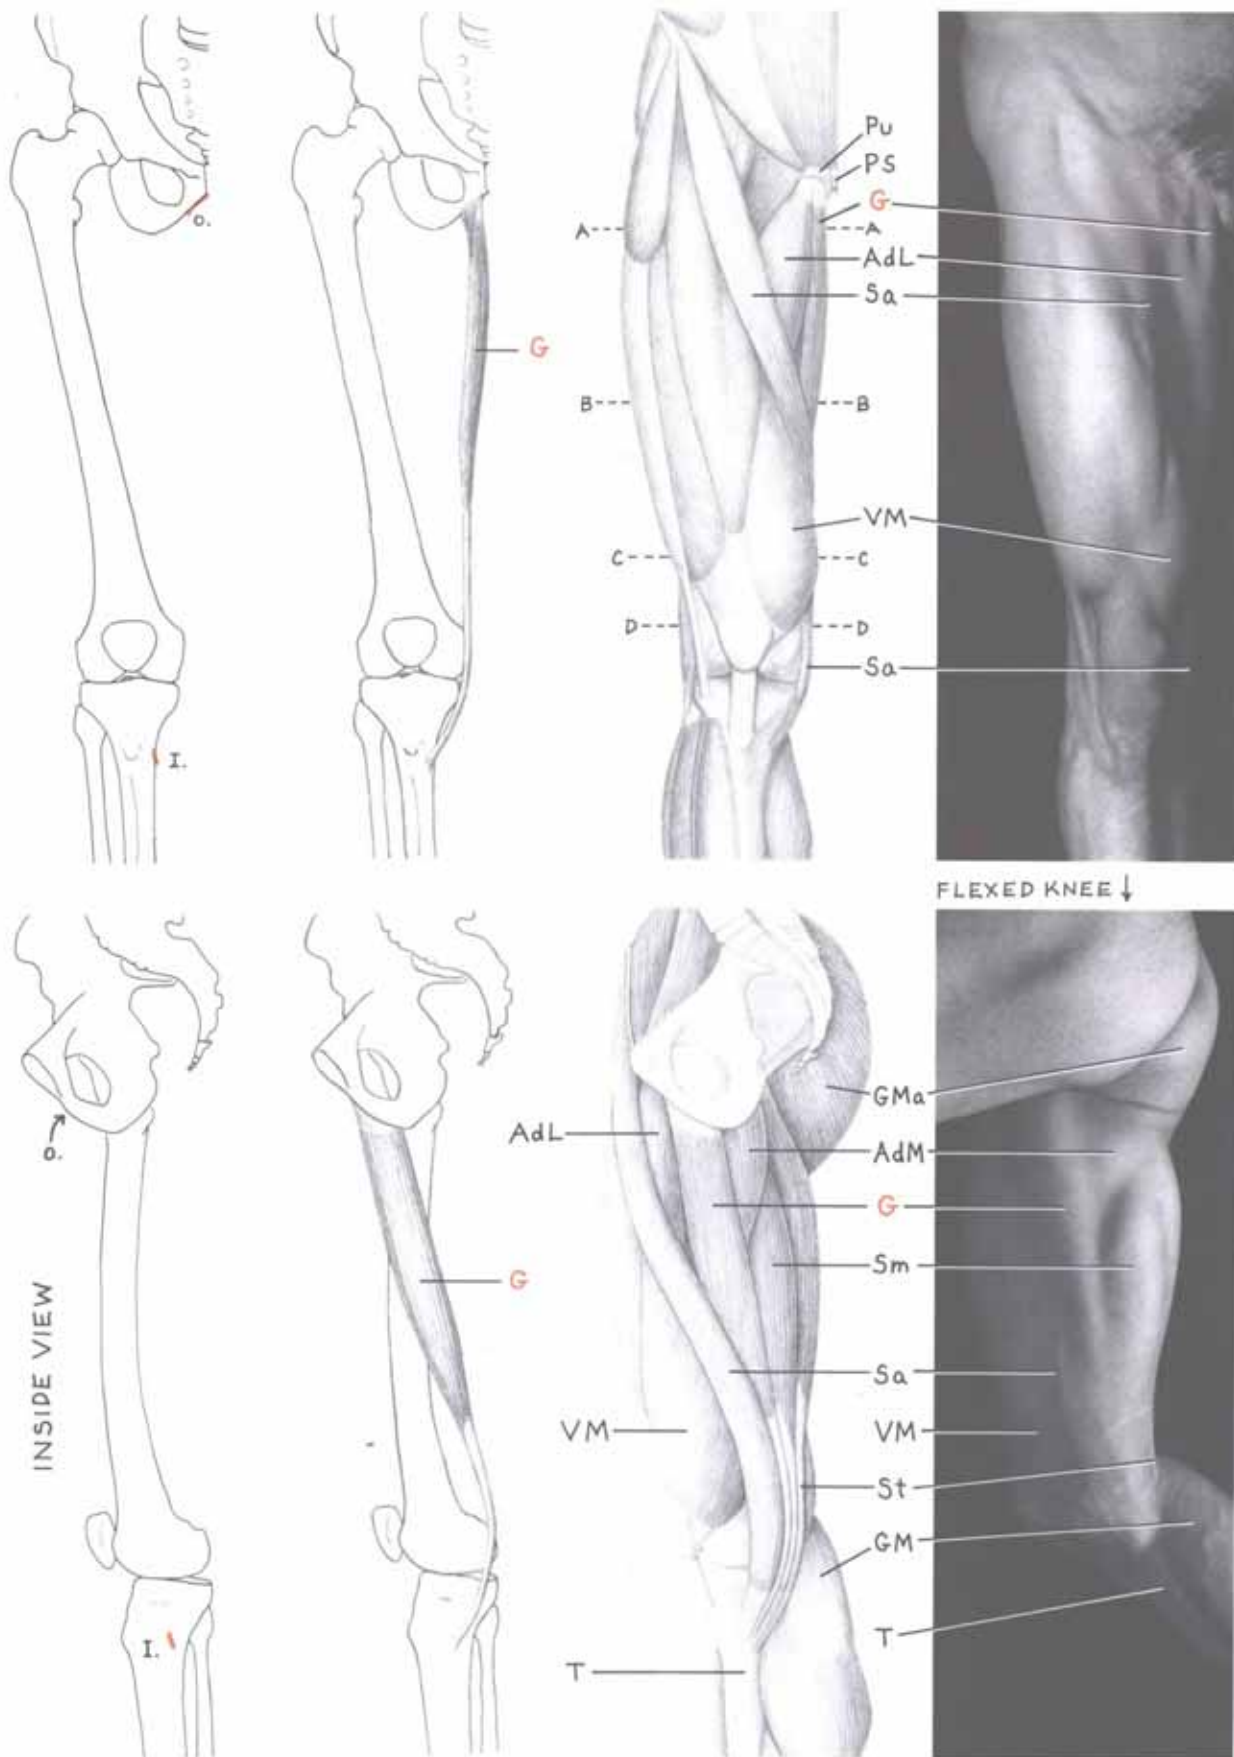 O.
I.
G
Pu
PS
G
A A
AdL
Sa
B B
VM
C C
D D
Sa
FLEXED KNEE ↓
INSIDE VIEW
O.
I.
G
AdL
GMa
AdM
G
Sm
Sa
VM VM
St
GM
T
T